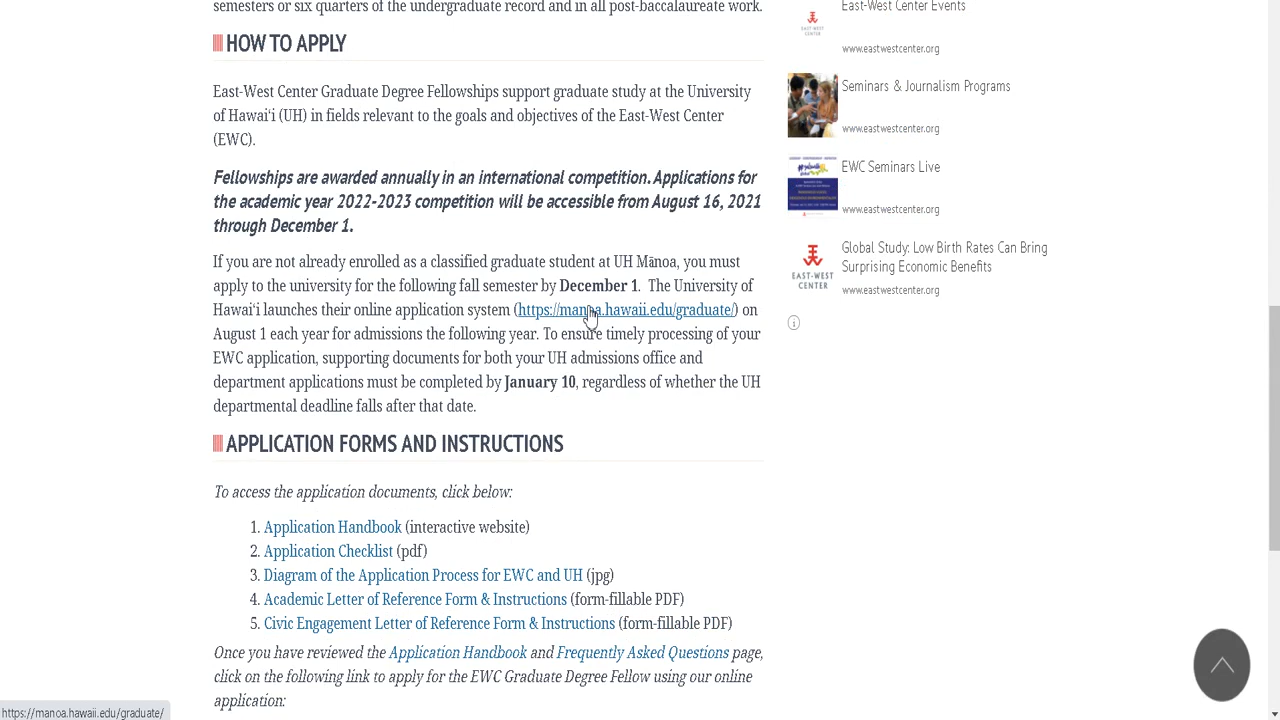 semesters or six quarters of the undergraduate record and in all post-baccalaureate work.
HOW TO APPLY
East-West Center Graduate Degree Fellowships support graduate study at the University
of Hawai‘i (UH) in fields relevant to the goals and objectives of the East-West Center
(EWC).
Fellowships are awarded annually in an international competition. Applications for
the academic year 2022-2023 competition will be accessible from August 16, 2021
through December 1.
If you are not already enrolled as a classified graduate student at UH Mānoa, you must
apply to the university for the following fall semester by December 1. The University of
Hawai‘i launches their online application system (https://manoa.hawaii.edu/graduate/) on
August 1 each year for admissions the following year. To ensure timely processing of your
EWC application, supporting documents for both your UH admissions office and
department applications must be completed by January 10, regardless of whether the UH
departmental deadline falls after that date.
APPLICATION FORMS AND INSTRUCTIONS
To access the application documents, click below:
1. Application Handbook (interactive website)
2. Application Checklist (pdf)
3. Diagram of the Application Process for EWC and UH (jpg)
4. Academic Letter of Reference Form & Instructions (form-fillable PDF)
5. Civic Engagement Letter of Reference Form & Instructions (form-fillable PDF)
Once you have reviewed the Application Handbook and Frequently Asked Questions page,
click on the following link to apply for the EWC Graduate Degree Fellow using our online
application:
East-West Center Events
EAST-WEST
CENTER
www.eastwestcenter.org
Seminars & Journalism Programs
www.eastwestcenter.org
EWC Seminars Live
www.eastwestcenter.org
Global Study: Low Birth Rates Can Bring
Surprising Economic Benefits
EAST-WEST
CENTER
www.eastwestcenter.org
https://manoa.hawaii.edu/graduate/